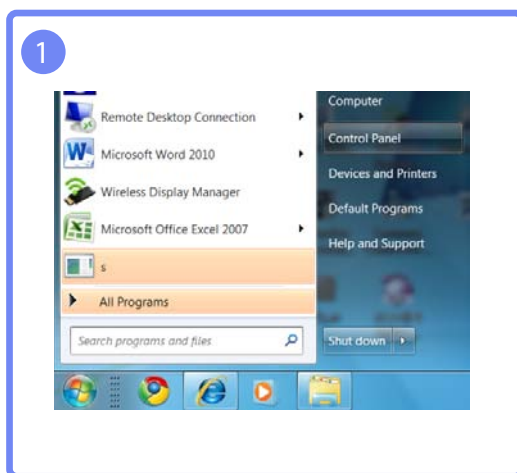 1
Remote Desktop Connection
Microsoft Word 2010
Wireless Display Manager
Microsoft Office Excel 2007
s
All Programs
Search programs and files
Computer
Control Panel
Devices and Printers
Default Programs
Help and Support
Shut down